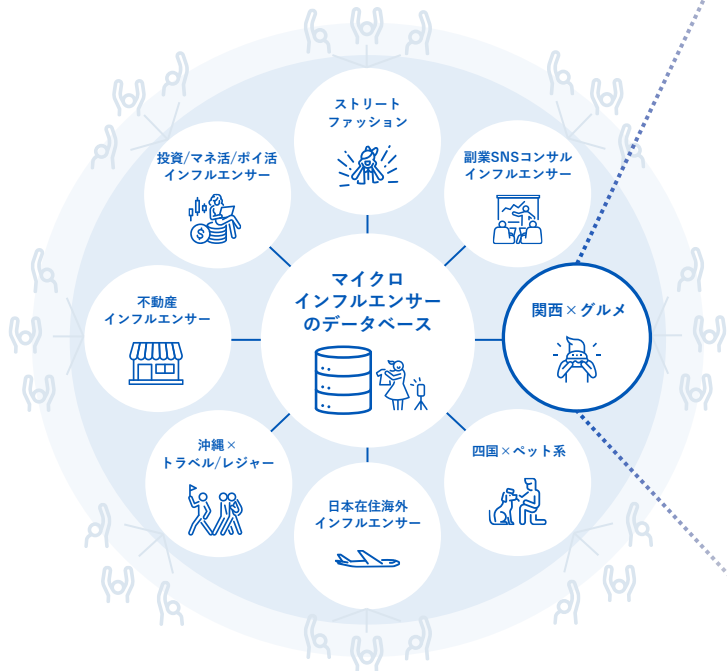 ストリート
ファッション
投資/マネ活/ポイ活
インフルエンサー
副業SNSコンサル
インフルエンサー
マイクロ
インフルエンサー
のデータベース
不動産
インフルエンサー
関西×グルメ
沖縄×
トラベル/レジャー
四国×ペット系
日本在住海外
インフルエンサー
$